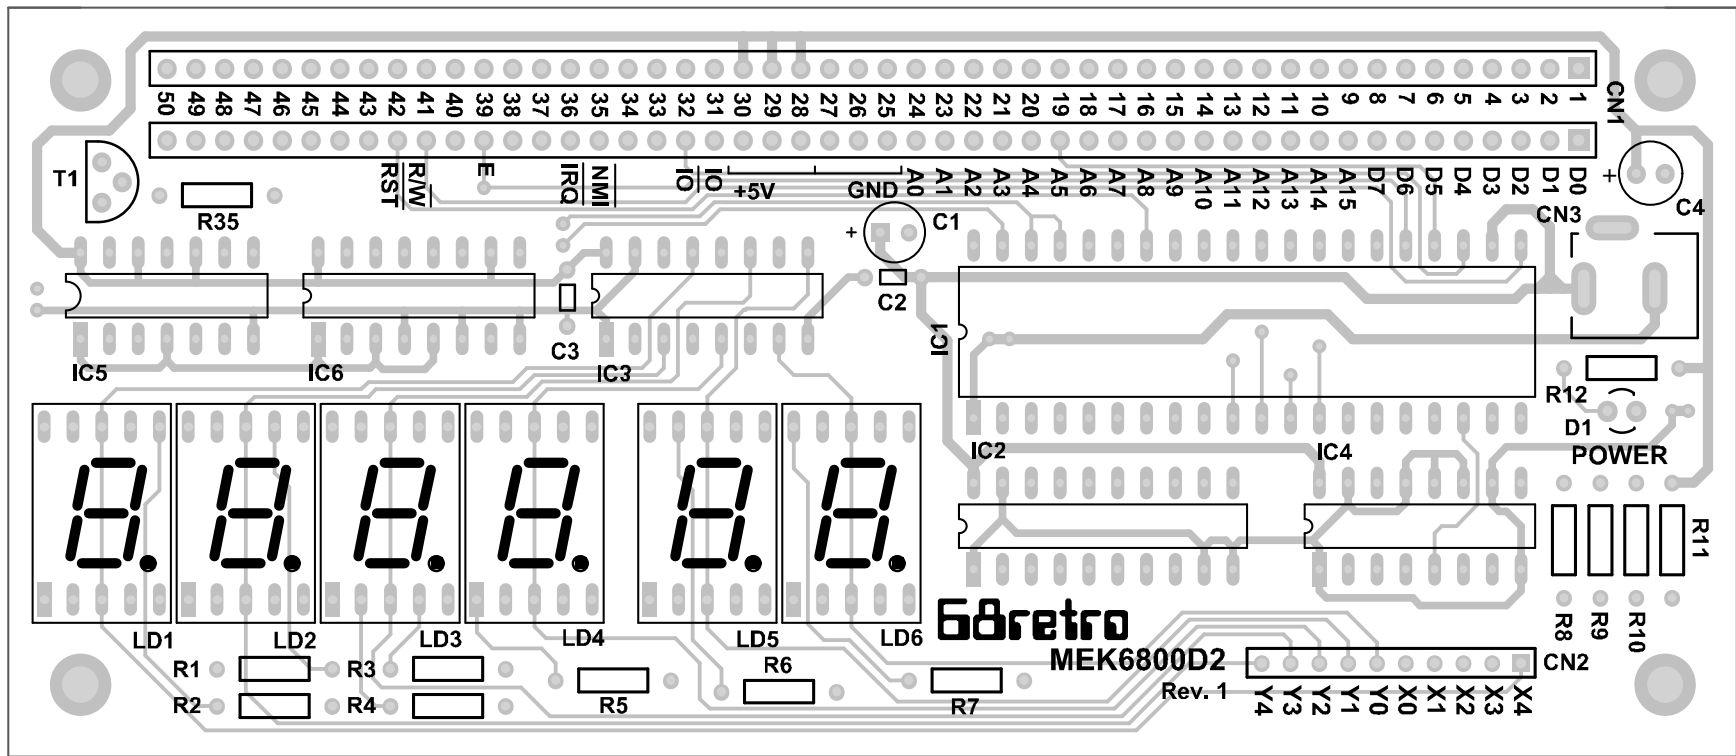 50 49 48 47 46 45 44 43 42 41 40 39 38 37 36 35 34 33 32 31 30 29 28 27 26 25 24 23 22 21 20 19 18 17 16 15 14 13 12 11 10 9 8 7 6 5 4 3 2 1
CN1
T1
R35
RST R/W E IRQ NMI IO IO +5V GND A0 A1 A2 A3 A4 A5 A6 A7 A8 A9 A10 A11 A12 A13 A14 A15 D7 D6 D5 D4 D3 D2 D1 D0
+
C4
CN3
+ C1
C2
C3
IC1
IC5
IC6
IC3
R12
D1
POWER
IC2
IC4
R11
R8
R9
R10
LD1
LD2
LD3
LD4
LD5
LD6
68retro
MEK6800D2
Rev. 1
R1
R3
R2
R4
R5
R6
R7
CN2
Y4 Y3 Y2 Y1 Y0 X0 X1 X2 X3 X4